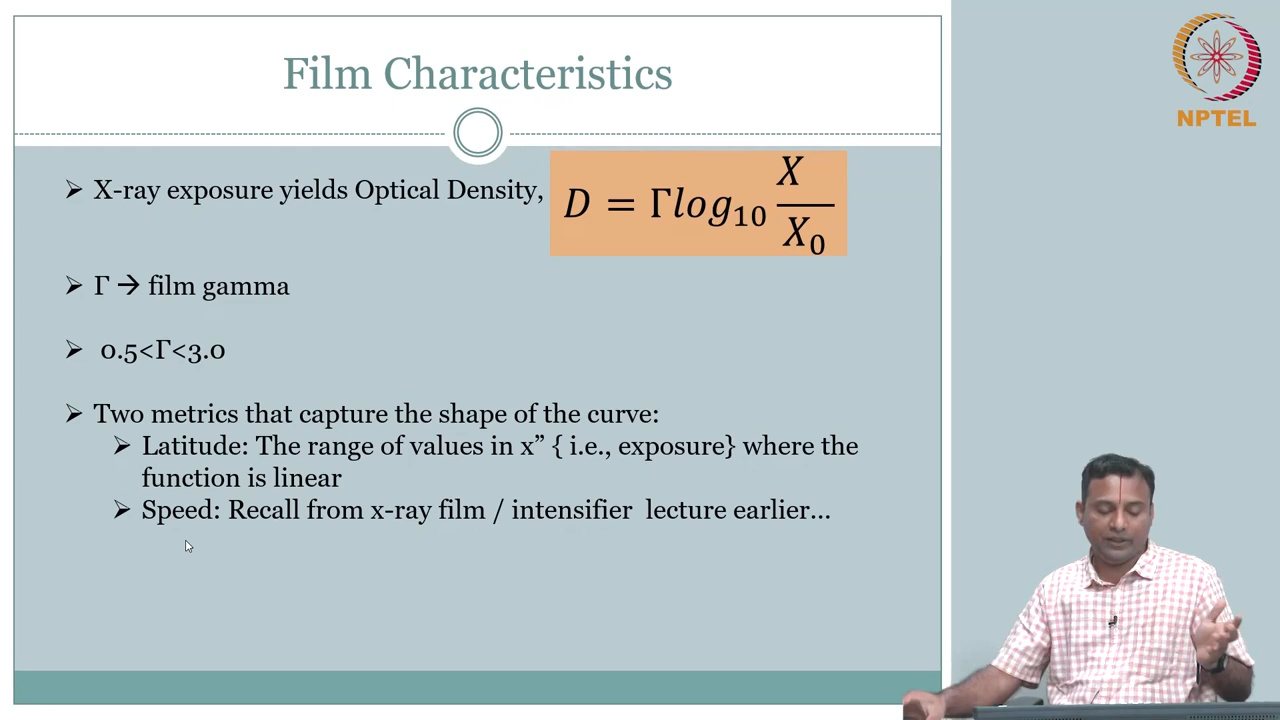 Film Characteristics
NPTEL
➢ X-ray exposure yields Optical Density, D = Γlog₁₀ X/X₀
➢ Γ → film gamma
➢ 0.5<Γ<3.0
➢ Two metrics that capture the shape of the curve:
➢ Latitude: The range of values in x” { i.e., exposure} where the
function is linear
➢ Speed: Recall from x-ray film / intensifier lecture earlier...